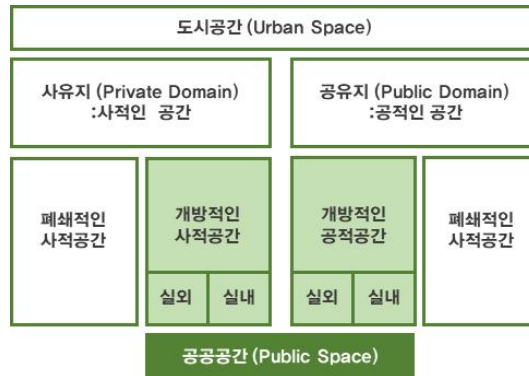 도시공간 (Urban Space)
사유지 (Private Domain)
:사적인 공간
공유지 (Public Domain)
:공적인 공간
폐쇄적인
사적공간
개방적인
사적공간
개방적인
공적공간
폐쇄적인
사적공간
실외
실내
실외
실내
공공공간 (Public Space)